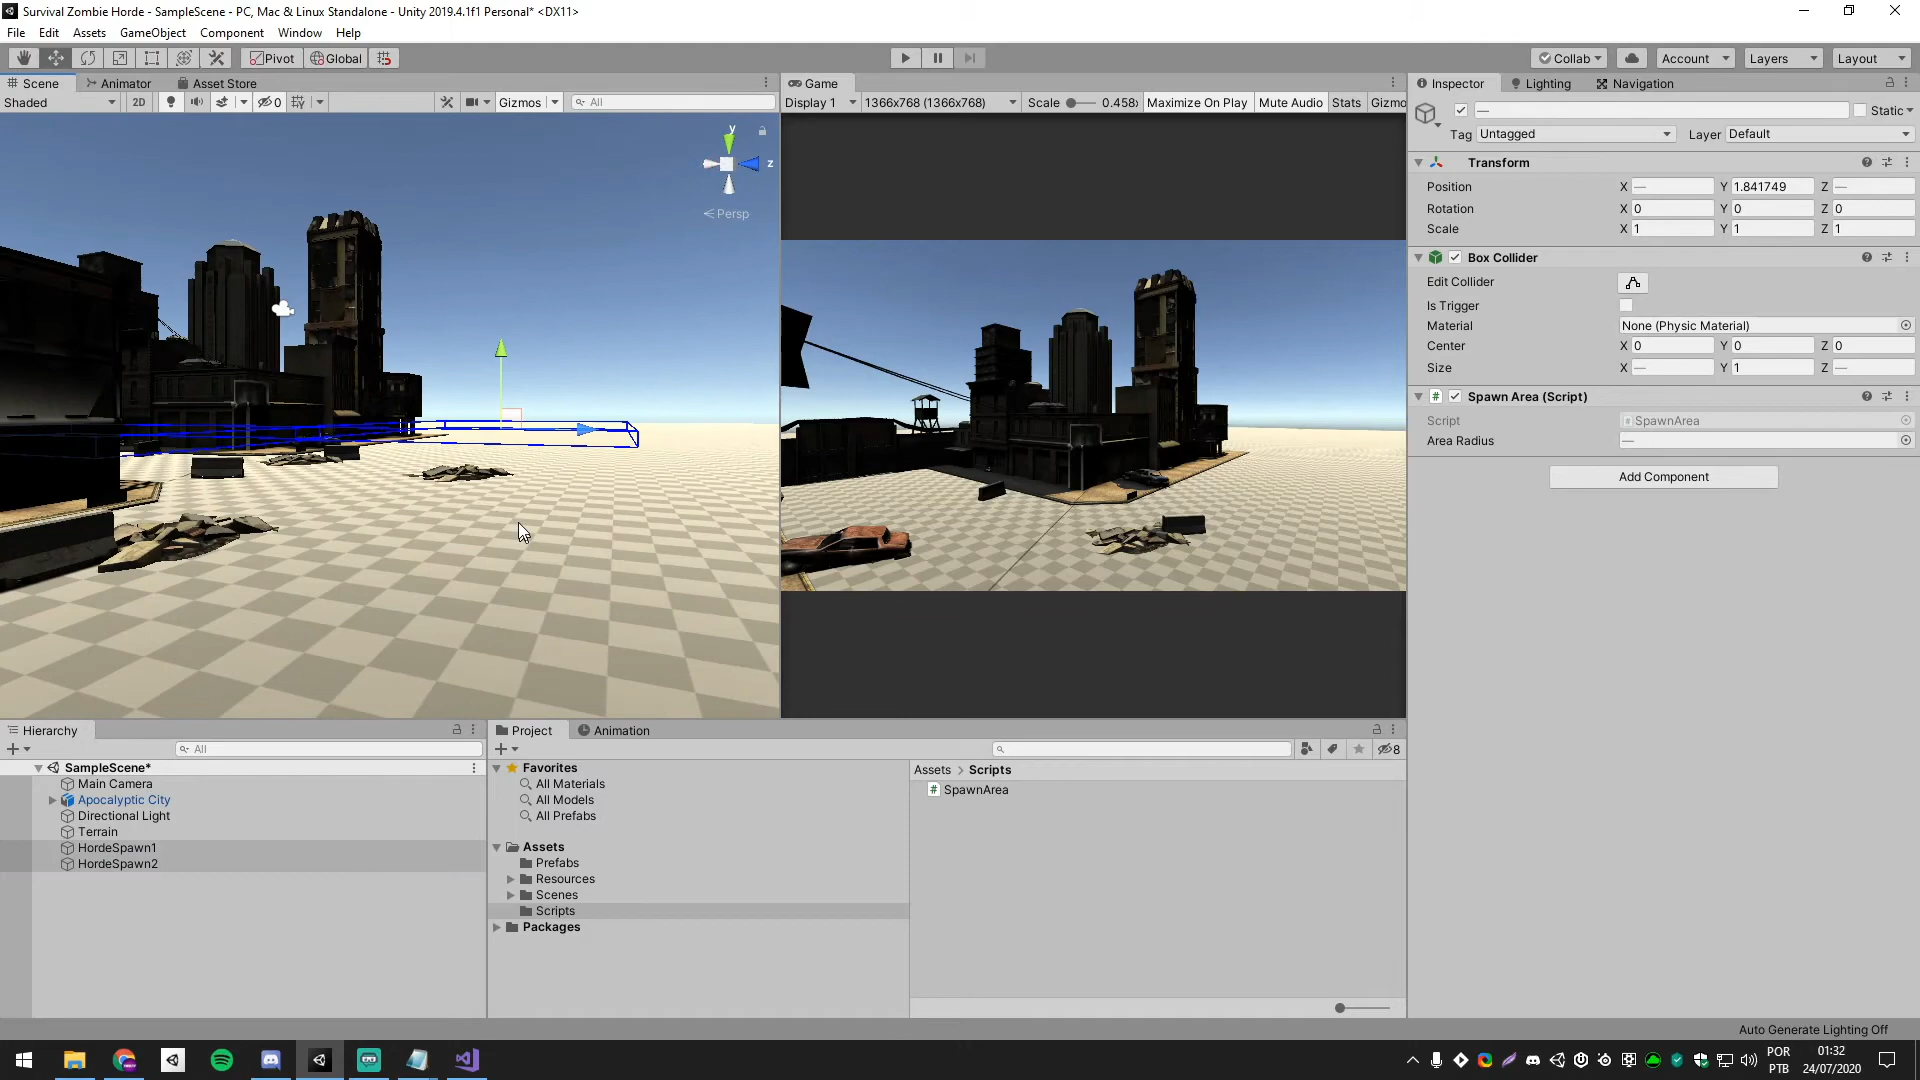 Survival Zombie Horde - SampleScene - PC, Mac & Linux Standalone - Unity 2019.4.1f1 Personal* <DX11>
File Edit Assets GameObject Component Window Help
Pivot Global Collab Account Layers Layout
Scene Animator Asset Store
Shaded 2D 0 Gizmos All
y
z
Persp
Game
Display 1 1366x768 (1366x768) Scale 0.458x Maximize On Play Mute Audio Stats Gizmo
Inspector Lighting Navigation
— Static
Tag Untagged Layer Default
Transform
Position X — Y 1.841749 Z —
Rotation X 0 Y 0 Z 0
Scale X 1 Y 1 Z 1
Box Collider
Edit Collider
Is Trigger
Material None (Physic Material)
Center X 0 Y 0 Z 0
Size X — Y 1 Z —
# Spawn Area (Script)
Script SpawnArea
Area Radius —
Add Component
Hierarchy
All
SampleScene*
Main Camera
Apocalyptic City
Directional Light
Terrain
HordeSpawn1
HordeSpawn2
Project Animation
8
Favorites
All Materials
All Models
All Prefabs
Assets
Prefabs
Resources
Scenes
Scripts
Packages
Assets > Scripts
# SpawnArea
Auto Generate Lighting Off
POR
PTB
01:32
24/07/2020